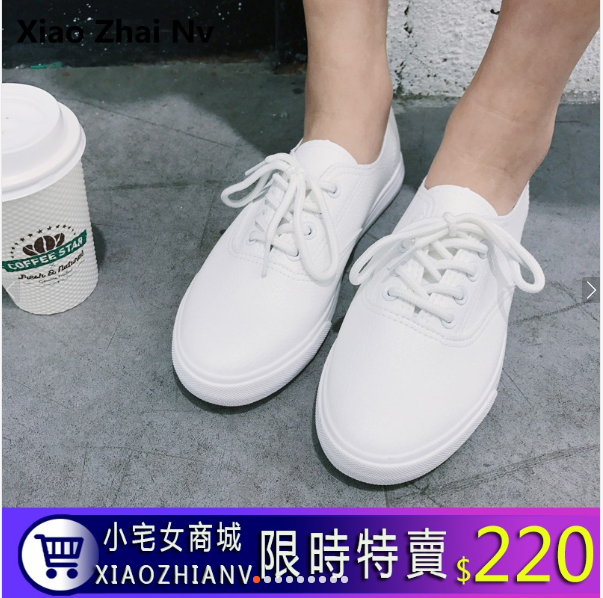 Xiao Zhai Nv
COFFEE STAR
Fresh & Natural
小宅女商城
XIAOZHIANV
限時特賣
$220